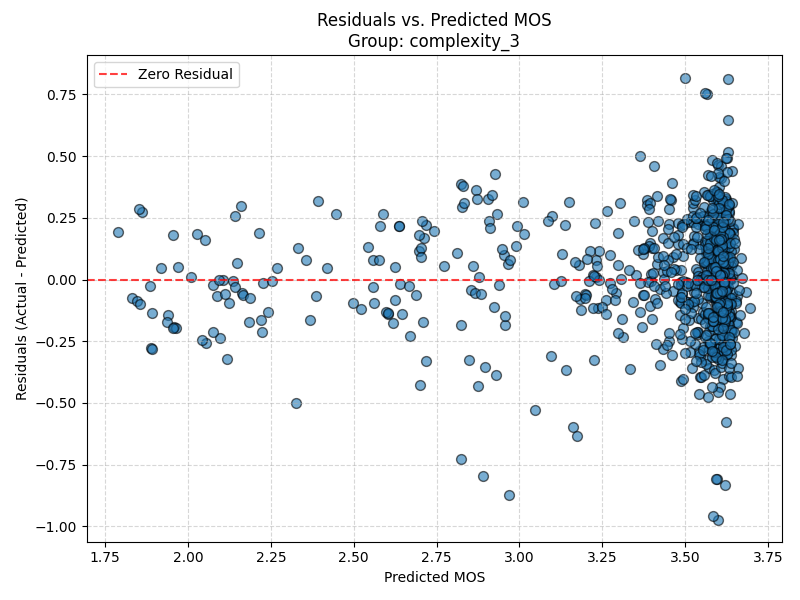 Residuals vs. Predicted MOS
Group: complexity_3
Zero Residual
Residuals (Actual - Predicted)
0.75
0.50
0.25
0.00
−0.25
−0.50
−0.75
−1.00
1.75 2.00 2.25 2.50 2.75 3.00 3.25 3.50 3.75
Predicted MOS